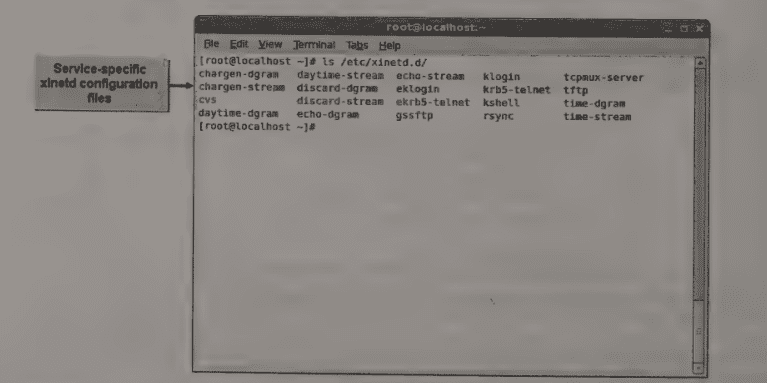 root@localhost:~
File Edit View Terminal Tabs Help
Service-specific
xinetd configuration
files
[root@localhost ~]# ls /etc/xinetd.d/
chargen-dgram daytime-stream echo-stream klogin tcpmux-server
chargen-stream discard-dgram eklogin krb5-telnet tftp
cvs discard-stream ekrb5-telnet kshell time-dgram
daytime-dgram echo-dgram gssftp rsync time-stream
[root@localhost ~]#